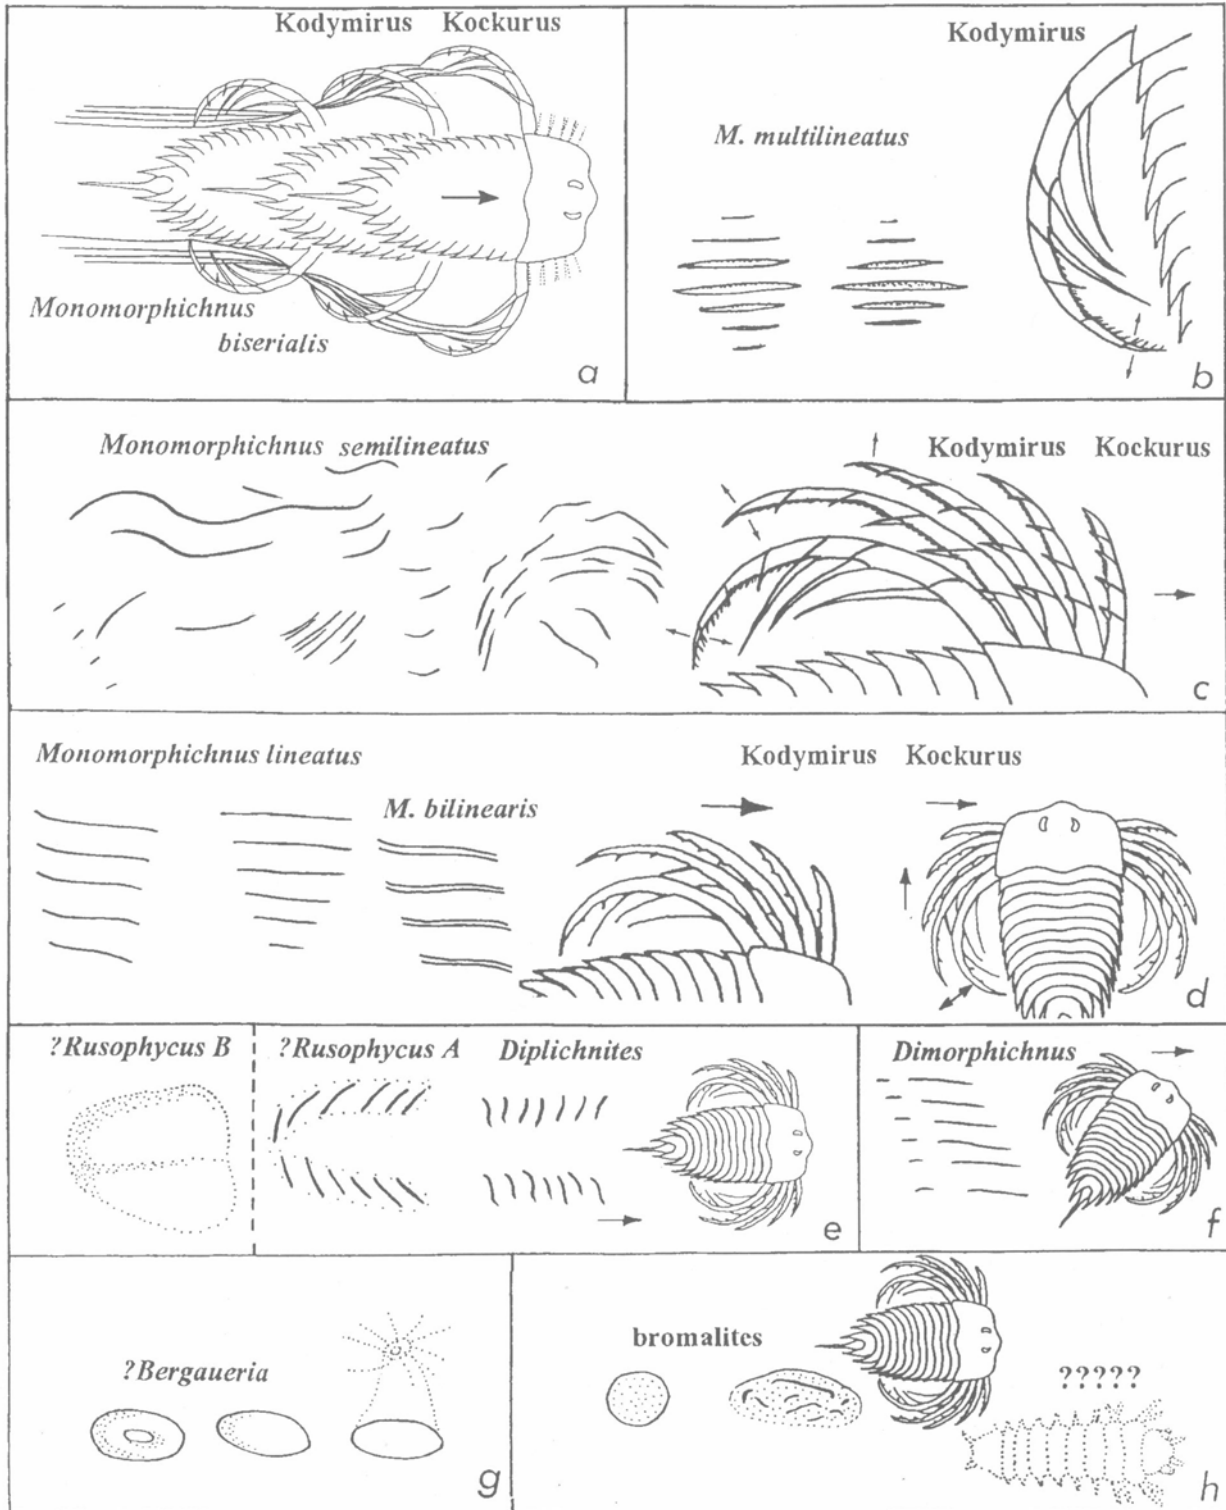 Kodymirus Kockurus
Monomorphichnus
biserialis
a
Kodymirus
M. multilineatus
b
Monomorphichnus semilineatus
Kodymirus Kockurus
c
Monomorphichnus lineatus
Kodymirus Kockurus
M. bilinearis
d
?Rusophycus B
?Rusophycus A
Diplichnites
e
Dimorphichnus
f
?Bergaueria
g
bromalites
?????
h